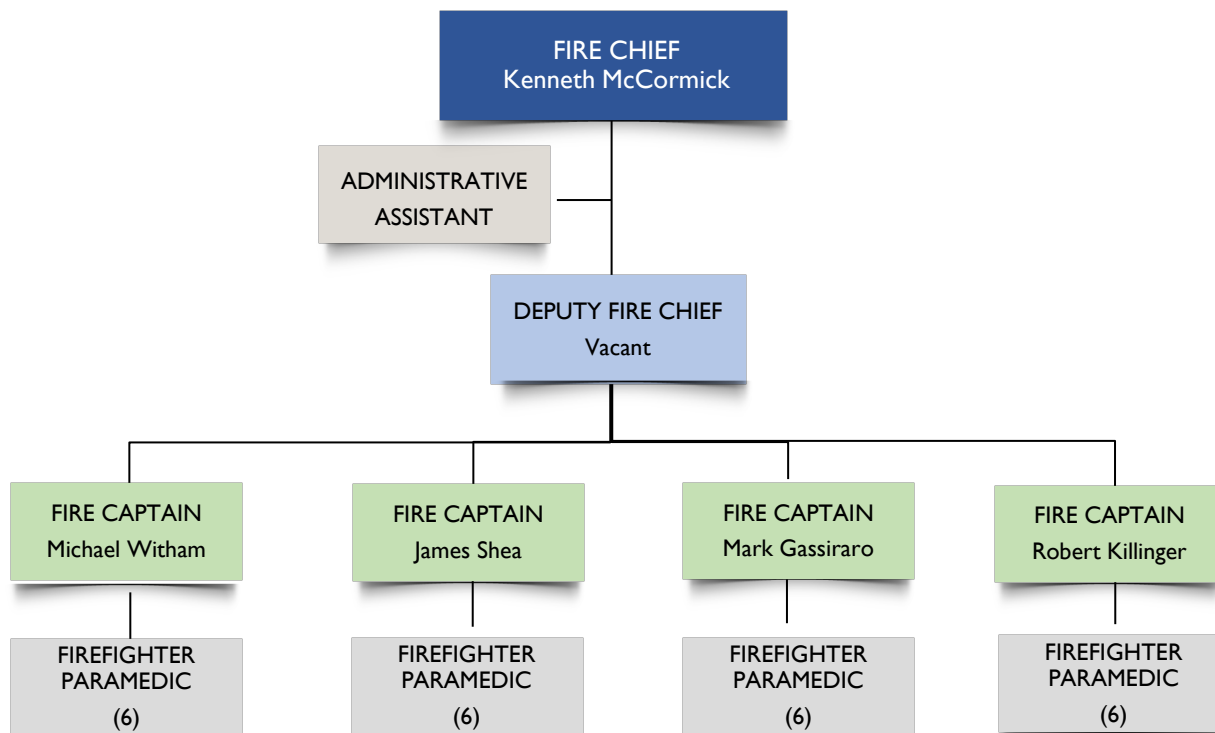 FIRE CHIEF
Kenneth McCormick
ADMINISTRATIVE
ASSISTANT
DEPUTY FIRE CHIEF
Vacant
FIRE CAPTAIN
Michael Witham
FIRE CAPTAIN
James Shea
FIRE CAPTAIN
Mark Gassiraro
FIRE CAPTAIN
Robert Killinger
FIREFIGHTER
PARAMEDIC
(6)
FIREFIGHTER
PARAMEDIC
(6)
FIREFIGHTER
PARAMEDIC
(6)
FIREFIGHTER
PARAMEDIC
(6)